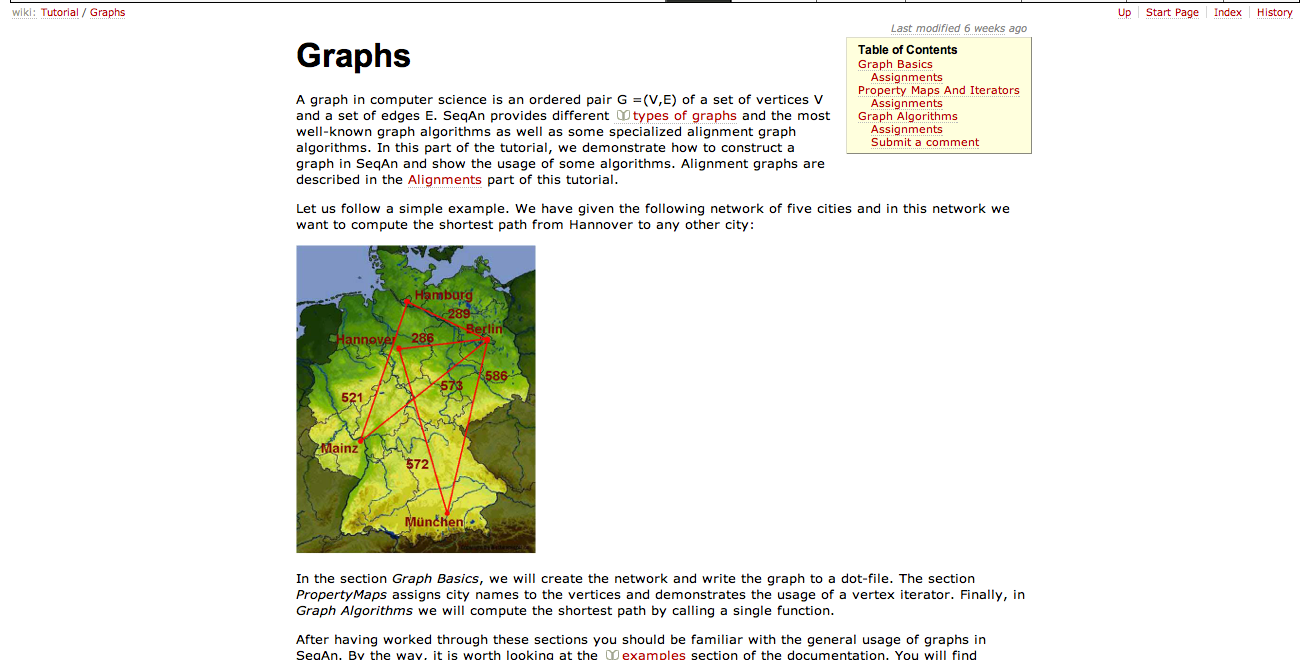 wiki: Tutorial / Graphs
Up Start Page Index History
Last modified 6 weeks ago
Graphs
Table of Contents
Graph Basics
Assignments
Property Maps And Iterators
Assignments
Graph Algorithms
Assignments
Submit a comment
A graph in computer science is an ordered pair G =(V,E) of a set of vertices V
and a set of edges E. SeqAn provides different types of graphs and the most
well-known graph algorithms as well as some specialized alignment graph
algorithms. In this part of the tutorial, we demonstrate how to construct a
graph in SeqAn and show the usage of some algorithms. Alignment graphs are
described in the Alignments part of this tutorial.
Let us follow a simple example. We have given the following network of five cities and in this network we
want to compute the shortest path from Hannover to any other city:
Hamburg
289
Berlin
Hannover 286
586
573
521
Mainz
572
München
In the section Graph Basics, we will create the network and write the graph to a dot-file. The section
PropertyMaps assigns city names to the vertices and demonstrates the usage of a vertex iterator. Finally, in
Graph Algorithms we will compute the shortest path by calling a single function.
After having worked through these sections you should be familiar with the general usage of graphs in
SeqAn. By the way, it is worth looking at the examples section of the documentation. You will find